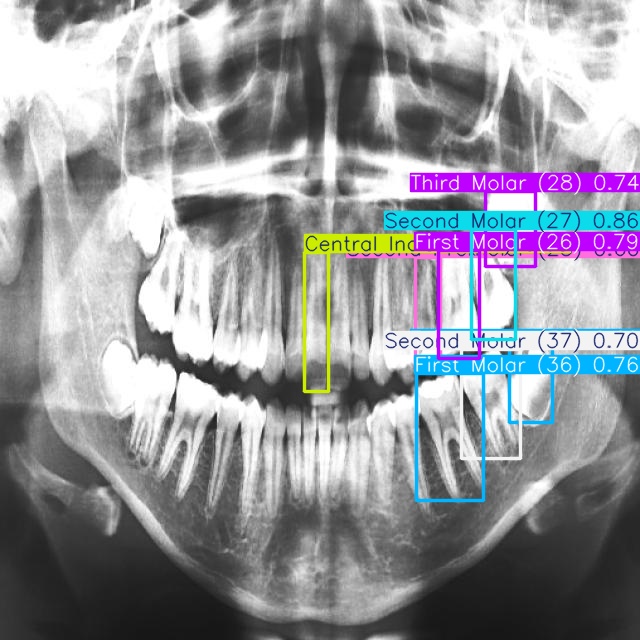 Third Molar (28) 0.74
Second Molar (27) 0.86
First Molar (26) 0.79
Central Inc
Second Molar (37) 0.70
First Molar (36) 0.76